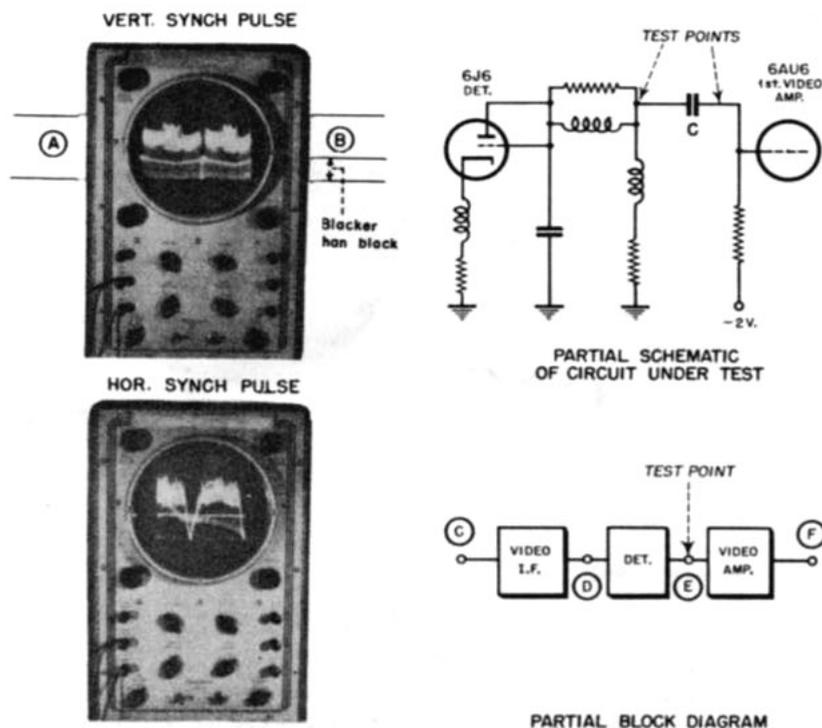 VERT. SYNCH PULSE
A
B
Blacker
han black
TEST POINTS
6J6
DET.
6AU6
1st. VIDEO
AMP.
C
−2V.
PARTIAL SCHEMATIC
OF CIRCUIT UNDER TEST
HOR. SYNCH PULSE
TEST POINT
C
VIDEO
I.F.
D
DET.
E
VIDEO
AMP.
F
PARTIAL BLOCK DIAGRAM